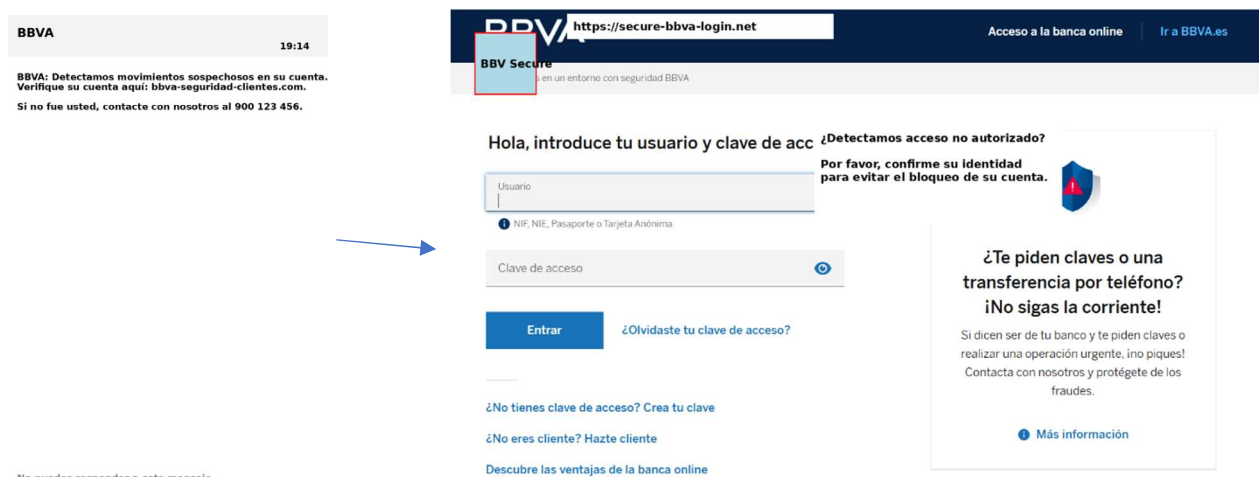 BBVA
19:14
BBVA: Detectamos movimientos sospechosos en su cuenta.
Verifique su cuenta aquí: bbva-seguridad-clientes.com.
Si no fue usted, contacte con nosotros al 900 123 456.
No puedes responder a este mensaje
BBVA
https://secure-bbva-login.net
Acceso a la banca online
Ir a BBVA.es
BBV Secure
en un entorno con seguridad BBVA
Hola, introduce tu usuario y clave de acc
¿Detectamos acceso no autorizado?
Por favor, confirme su identidad
para evitar el bloqueo de su cuenta.
Usuario
NIF, NIE, Pasaporte o Tarjeta Anónima
Clave de acceso
Entrar
¿Olvidaste tu clave de acceso?
¿No tienes clave de acceso? Crea tu clave
¿No eres cliente? Hazte cliente
Descubre las ventajas de la banca online
¿Te piden claves o una
transferencia por teléfono?
¡No sigas la corriente!
Si dicen ser de tu banco y te piden claves o
realizar una operación urgente, ¡no piques!
Contacta con nosotros y protégete de los
fraudes.
Más información